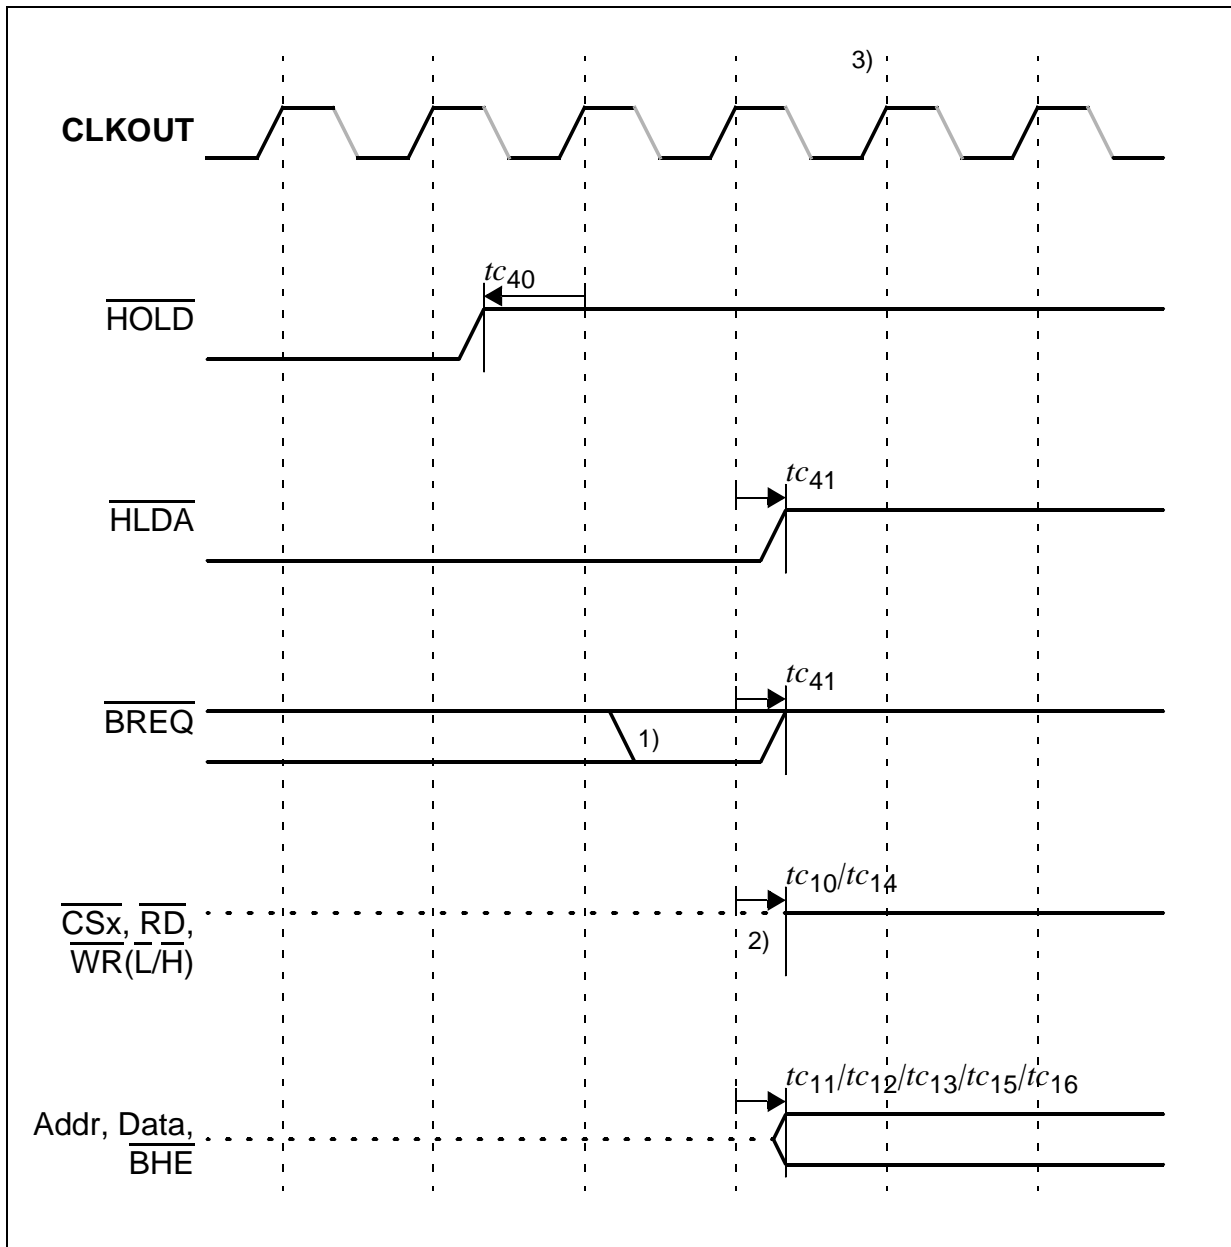 3)
CLKOUT
tc40
HOLD
tc41
HLDA
tc41
BREQ
1)
tc10/tc14
CSx, RD,
WR(L/H)
2)
tc11/tc12/tc13/tc15/tc16
Addr, Data,
BHE